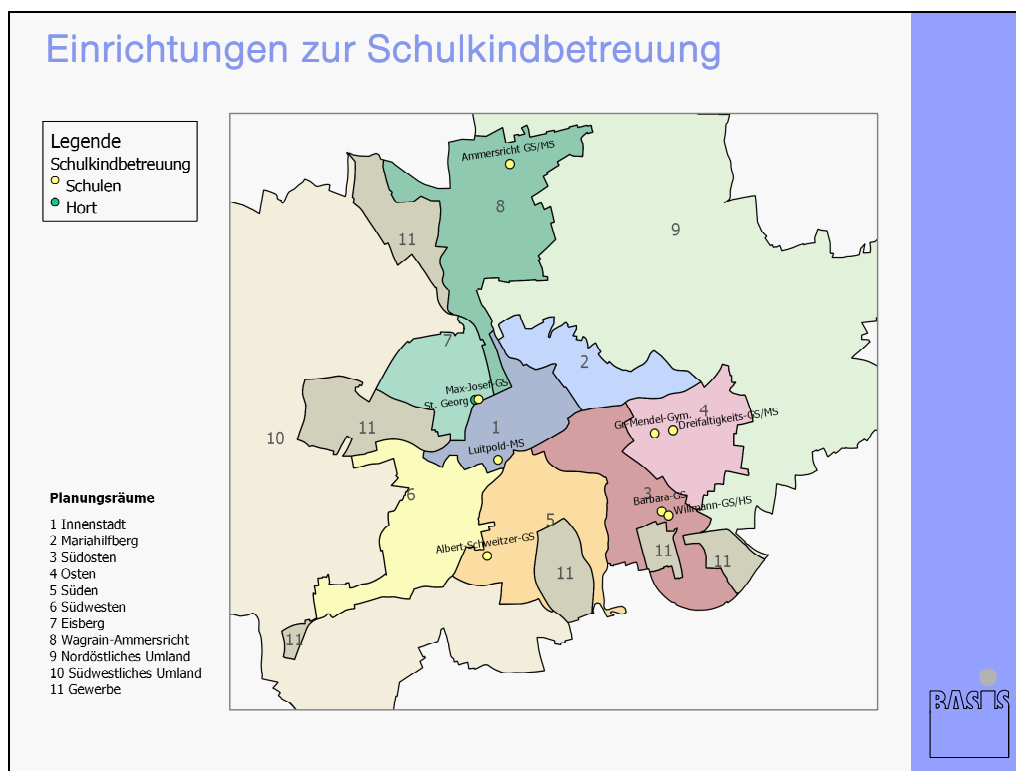 Einrichtungen zur Schulkindbetreuung
Legende
Schulkindbetreuung
Schulen
Hort
Ammersricht GS/MS
8
9
11
7
2
Max-Josef-GS
St. Georg
4
Gr-Mendel-Gym.
Dreifaltigkeits-GS/MS
11
1
10
Luitpold-MS
6
3
Barbara-GS
Willmann-GS/HS
5
Albert-Schweitzer-GS
11
11
11
11
Planungsräume
1 Innenstadt
2 Mariahilfberg
3 Südosten
4 Osten
5 Süden
6 Südwesten
7 Eisberg
8 Wagrain-Ammersricht
9 Nordöstliches Umland
10 Südwestliches Umland
11 Gewerbe
BASIS